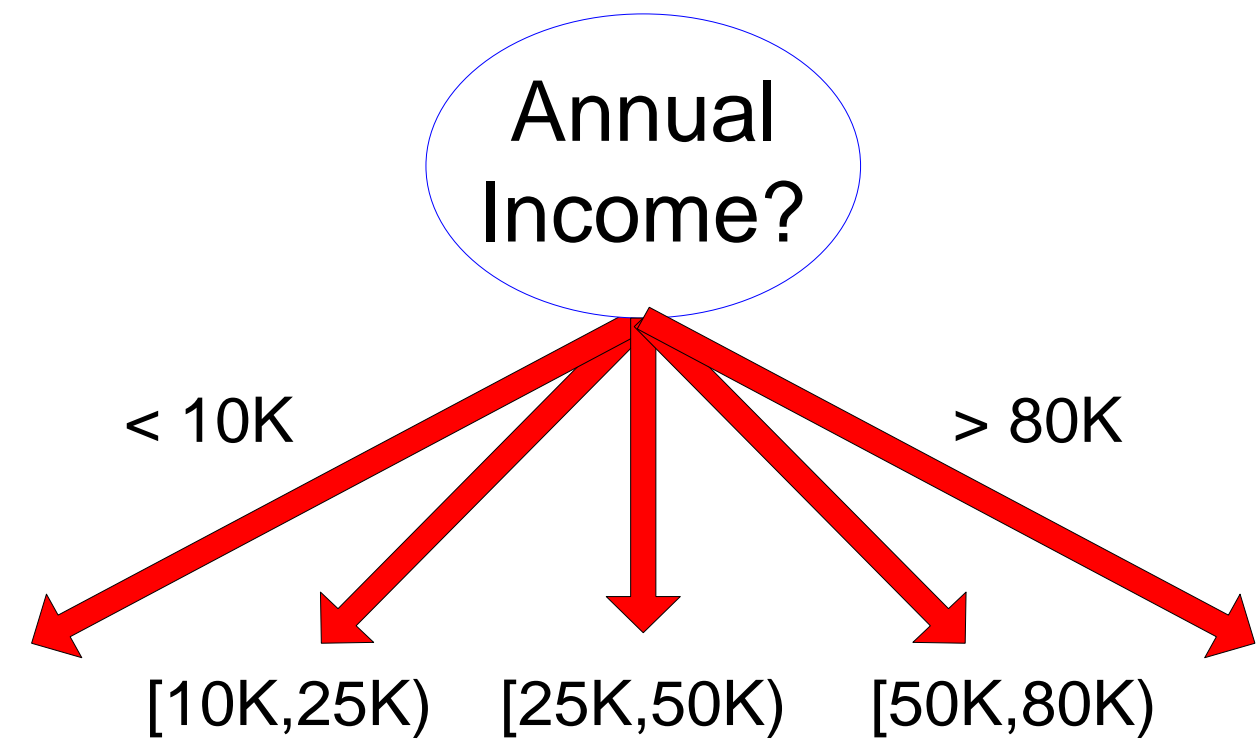 Annual
Income?
< 10K
> 80K
[10K,25K)
[25K,50K)
[50K,80K)